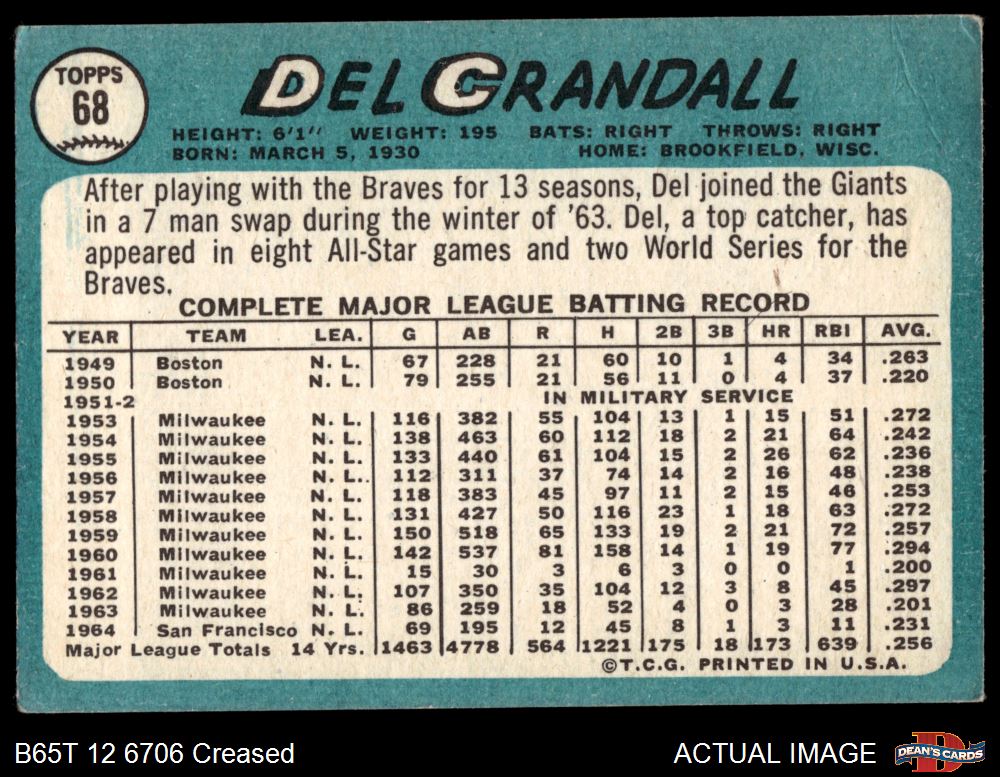 TOPPS
68
DEL CRANDALL
HEIGHT: 6'1" WEIGHT: 195 BATS: RIGHT THROWS: RIGHT
BORN: MARCH 5, 1930 HOME: BROOKFIELD, WISC.
After playing with the Braves for 13 seasons, Del joined the Giants
in a 7 man swap during the winter of '63. Del, a top catcher, has
appeared in eight All-Star games and two World Series for the
Braves.
COMPLETE MAJOR LEAGUE BATTING RECORD
YEAR TEAM LEA. G AB R H 2B 3B HR RBI AVG.
1949 Boston N. L. 67 228 21 60 10 1 4 34 .263
1950 Boston N. L. 79 255 21 56 11 0 4 37 .220
1951-2 IN MILITARY SERVICE
1953 Milwaukee N. L. 116 382 55 104 13 1 15 51 .272
1954 Milwaukee N. L. 138 463 60 112 18 2 21 64 .242
1955 Milwaukee N. L. 133 440 61 104 15 2 26 62 .236
1956 Milwaukee N. L.. 112 311 37 74 14 2 16 48 .238
1957 Milwaukee N. L. 118 383 45 97 11 2 15 46 .253
1958 Milwaukee N. L. 131 427 50 116 23 1 18 63 .272
1959 Milwaukee N. L. 150 518 65 133 19 2 21 72 .257
1960 Milwaukee N. L. 142 537 81 158 14 1 19 77 .294
1961 Milwaukee N. L. 15 30 3 6 3 0 0 1 .200
1962 Milwaukee N. L. 107 350 35 104 12 3 8 45 .297
1963 Milwaukee N. L. 86 259 18 52 4 0 3 28 .201
1964 San Francisco N. L. 69 195 12 45 8 1 3 11 .231
Major League Totals 14 Yrs. 1463 4778 564 1221 175 18 173 639 .256
©T.C.G. PRINTED IN U.S.A.
B65T 12 6706 Creased ACTUAL IMAGE DEAN'S CARDS